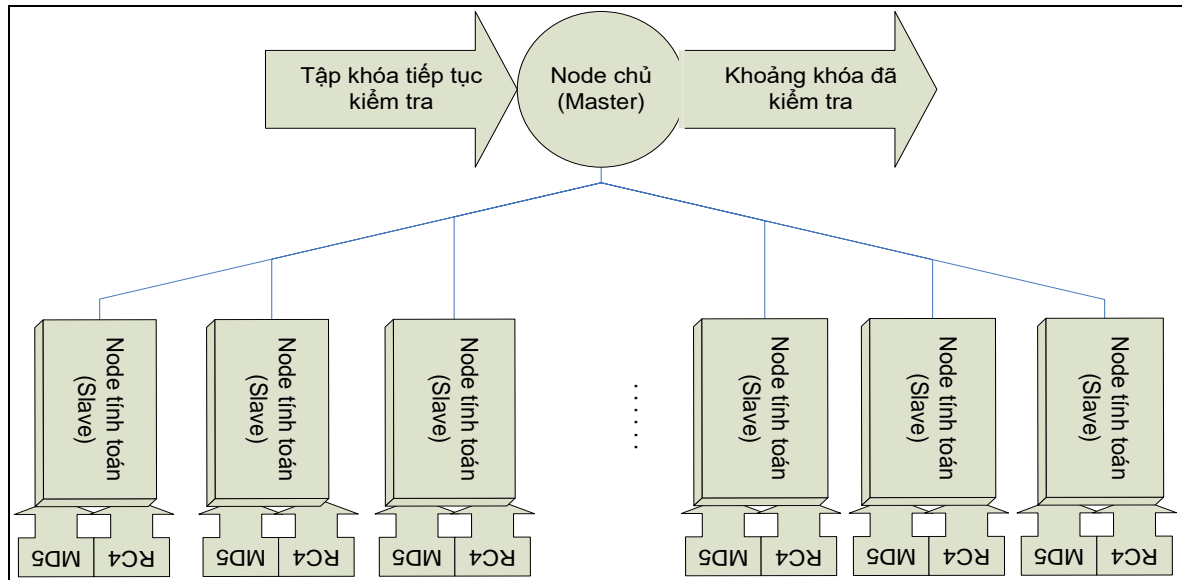 Tập khóa tiếp tục
kiểm tra
Node chủ
(Master)
Khoảng khóa đã
kiểm tra
Node tính toán
(Slave)
Node tính toán
(Slave)
Node tính toán
(Slave)
......
Node tính toán
(Slave)
Node tính toán
(Slave)
Node tính toán
(Slave)
MD5
RC4
MD5
RC4
MD5
RC4
MD5
RC4
MD5
RC4
MD5
RC4